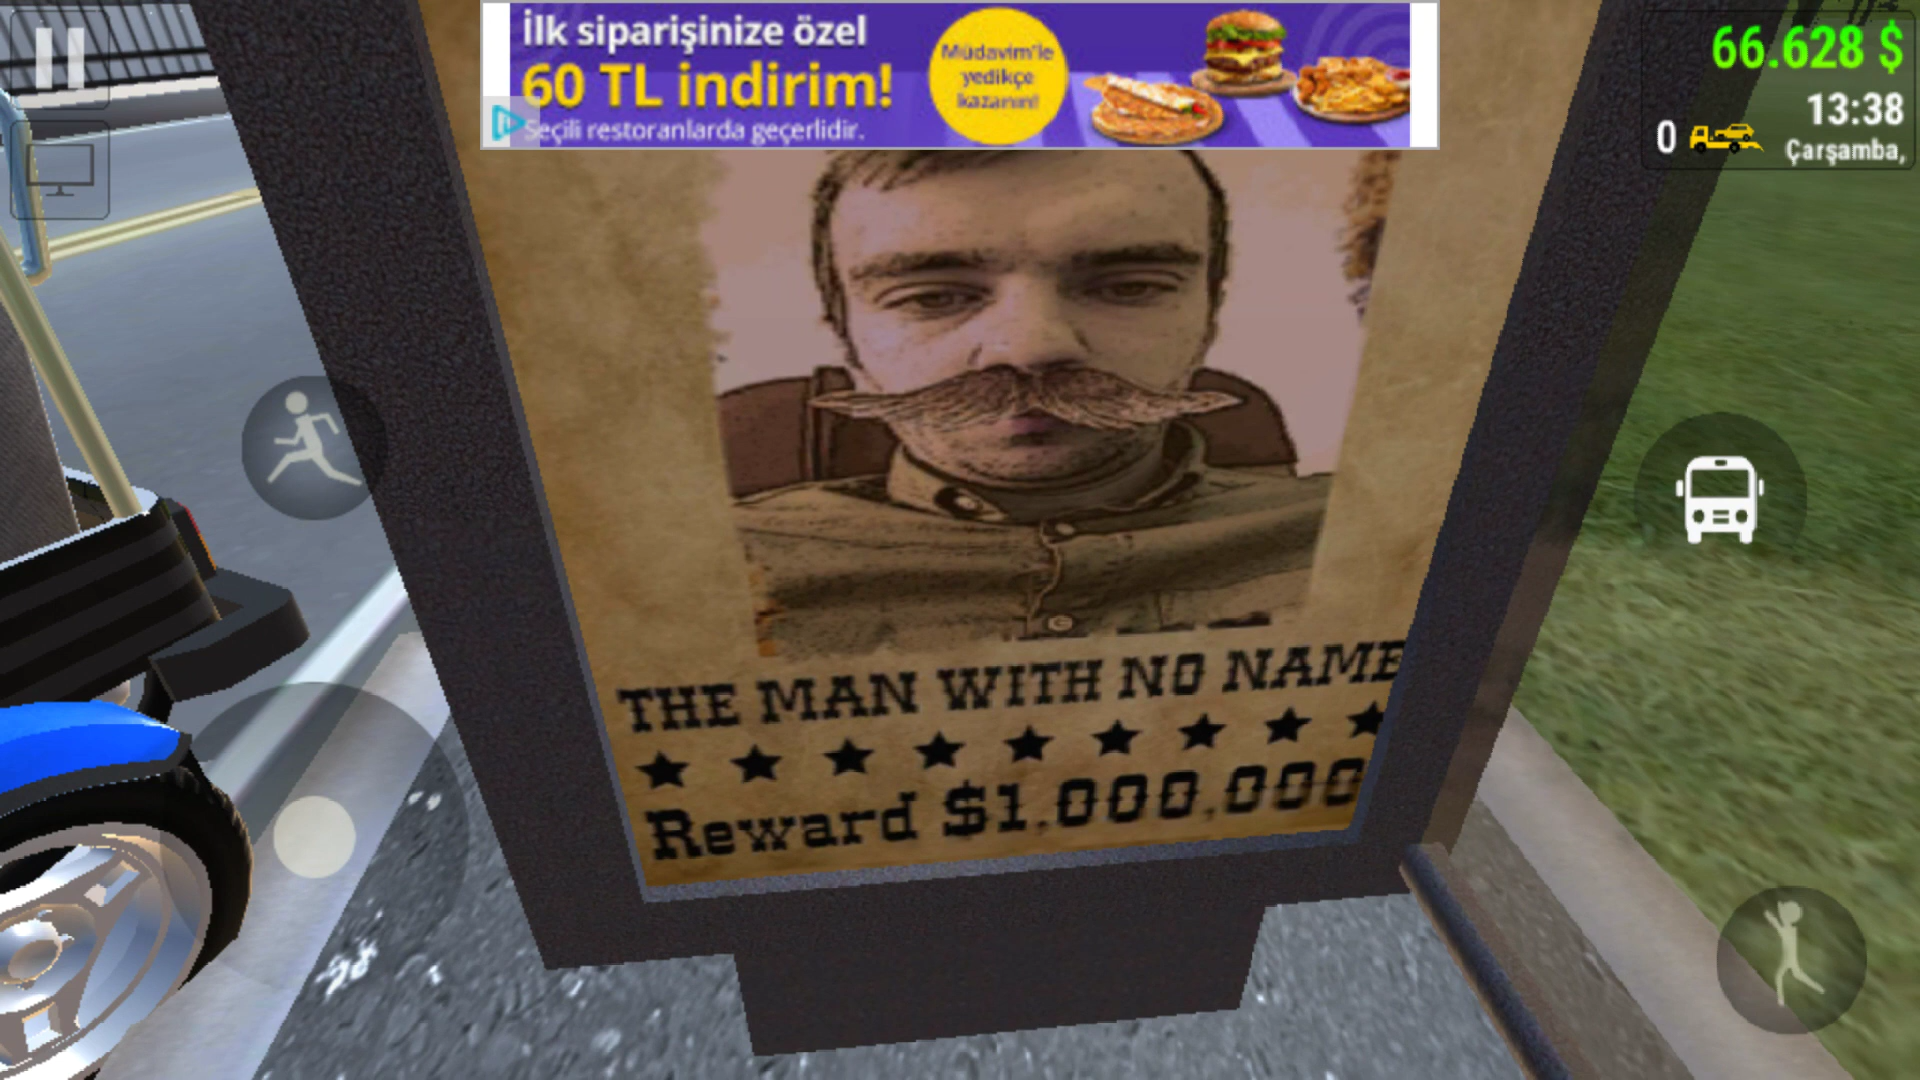 İlk siparişinize özel
60 TL indirim!
Seçili restoranlarda geçerlidir.
Müdavim'le
yedikçe
kazanın!
66.628 $
13:38
0
Çarşamba,
THE MAN WITH NO NAME
Reward $1.000.000